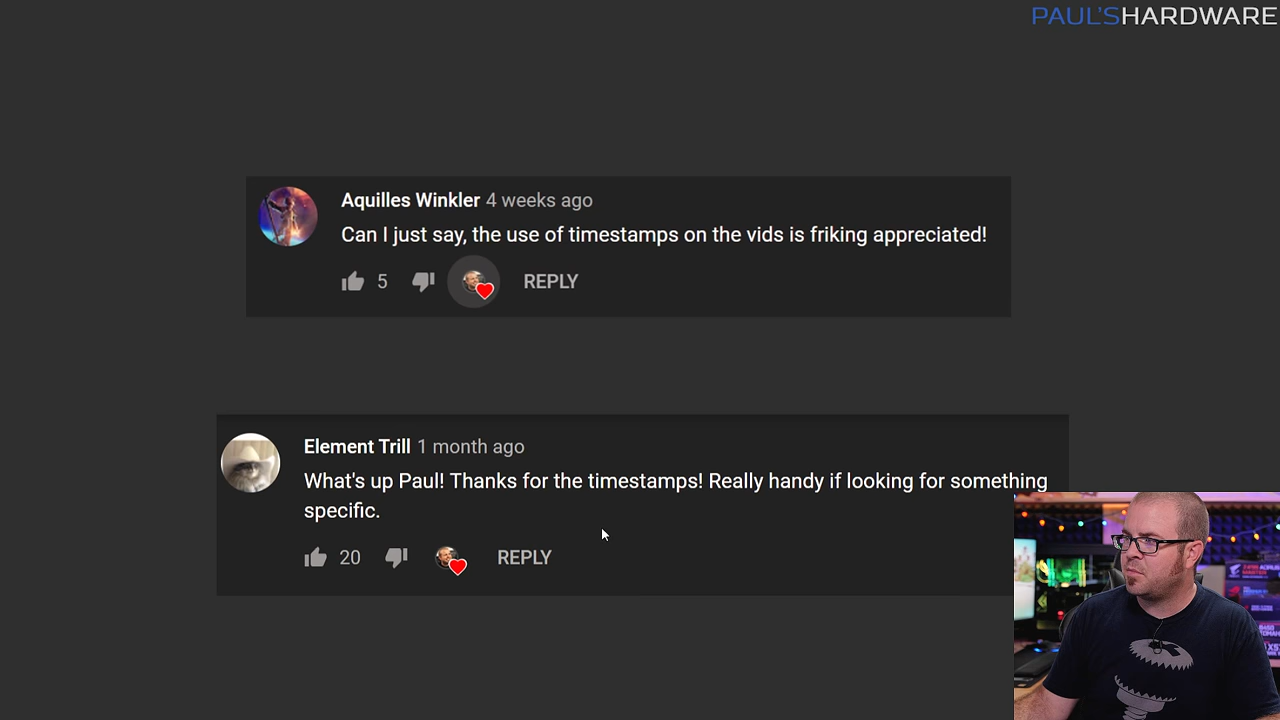 PAUL'SHARDWARE
Aquilles Winkler 4 weeks ago
Can I just say, the use of timestamps on the vids is friking appreciated!
5 REPLY
Element Trill 1 month ago
What's up Paul! Thanks for the timestamps! Really handy if looking for something
specific.
20 REPLY